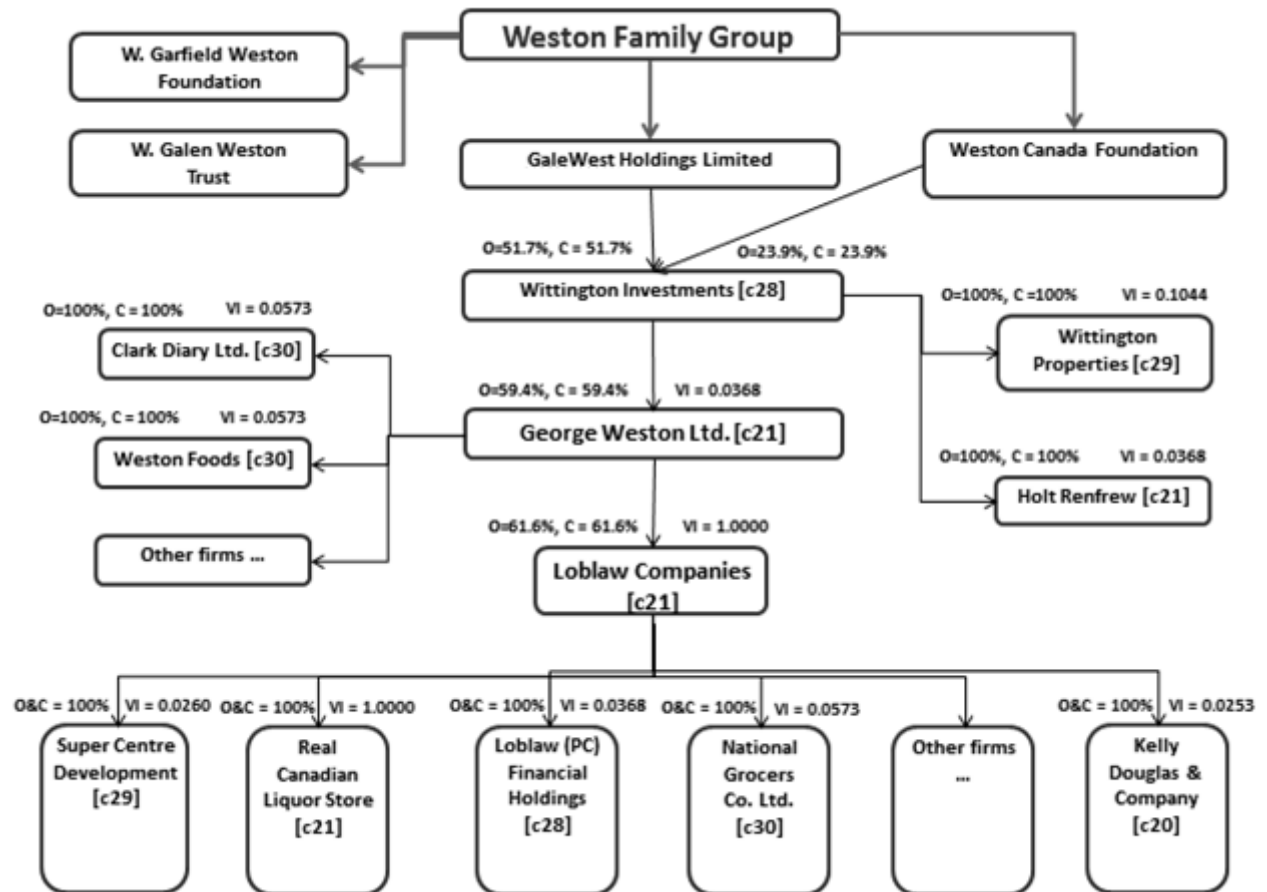 Weston Family Group
W. Garfield Weston
Foundation
W. Galen Weston
Trust
GaleWest Holdings Limited
Weston Canada Foundation
O=51.7%, C = 51.7%
O=23.9%, C = 23.9%
Wittington Investments [c28]
O=100%, C = 100% VI = 0.0573
Clark Diary Ltd. [c30]
O=100%, C =100% VI = 0.1044
Wittington
Properties [c29]
O=59.4%, C = 59.4% VI = 0.0368
George Weston Ltd. [c21]
O=100%, C = 100% VI = 0.0573
Weston Foods [c30]
O=100%, C = 100% VI = 0.0368
Holt Renfrew [c21]
Other firms ...
O=61.6%, C = 61.6% VI = 1.0000
Loblaw Companies
[c21]
O&C = 100% VI = 0.0260
Super Centre
Development
[c29]
O&C = 100% VI = 1.0000
Real
Canadian
Liquor Store
[c21]
O&C = 100% VI = 0.0368
Loblaw (PC)
Financial
Holdings
[c28]
O&C = 100% VI = 0.0573
National
Grocers
Co. Ltd.
[c30]
Other firms
...
O&C = 100% VI = 0.0253
Kelly
Douglas &
Company
[c20]